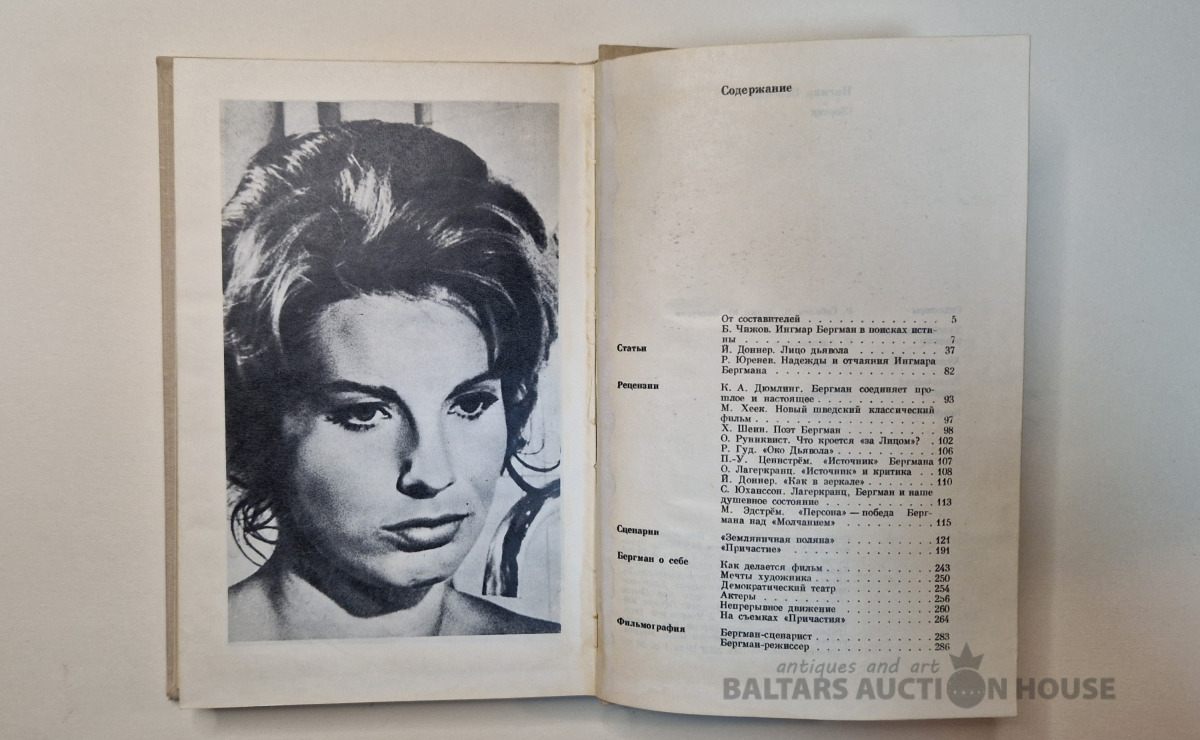 Содержание
От составителей . . . . . . . . . . . . . 5
Б. Чижов. Ингмар Бергман в поисках исти-
ны . . . . . . . . . . . . . . . . . . . . . 7
Статьи
Й. Доннер. Лицо дьявола . . . . . . . . 37
Р. Юренев. Надежды и отчаяния Ингмара
Бергмана . . . . . . . . . . . . . . . . . 82
Рецензии
К. А. Дюмлинг. Бергман соединяет про-
шлое и настоящее . . . . . . . . . . . . 93
М. Хеек. Новый шведский классический
фильм . . . . . . . . . . . . . . . . . . . 97
Х. Шеин. Поэт Бергман . . . . . . . . . 98
О. Руниквист. Что кроется «за Лицом»? . 102
Р. Гуд. «Око Дьявола» . . . . . . . . . . 106
П.-У. Ценнстрём. «Источник» Бергмана 107
О. Лагеркранц. «Источник» и критика . . 108
Й. Доннер. «Как в зеркале» . . . . . . . 110
С. Юханссон. Лагеркранц, Бергман и наше
душевное состояние . . . . . . . . . . . 113
М. Эдстрём. «Персона» — победа Берг-
мана над «Молчанием» . . . . . . . . . 115
Сценарии
«Земляничная поляна» . . . . . . . . . . 121
«Причастие» . . . . . . . . . . . . . . . 191
Бергман о себе
Как делается фильм . . . . . . . . . . . 243
Мечты художника . . . . . . . . . . . . 250
Демократический театр . . . . . . . . . 254
Актеры . . . . . . . . . . . . . . . . . . 256
Непрерывное движение . . . . . . . . . 260
На съемках «Причастия» . . . . . . . . 264
Фильмография
Бергман-сценарист . . . . . . . . . . . . 283
Бергман-режиссер . . . . . . . . . . . . 286
antiques and art
BALTARS AUCTION HOUSE